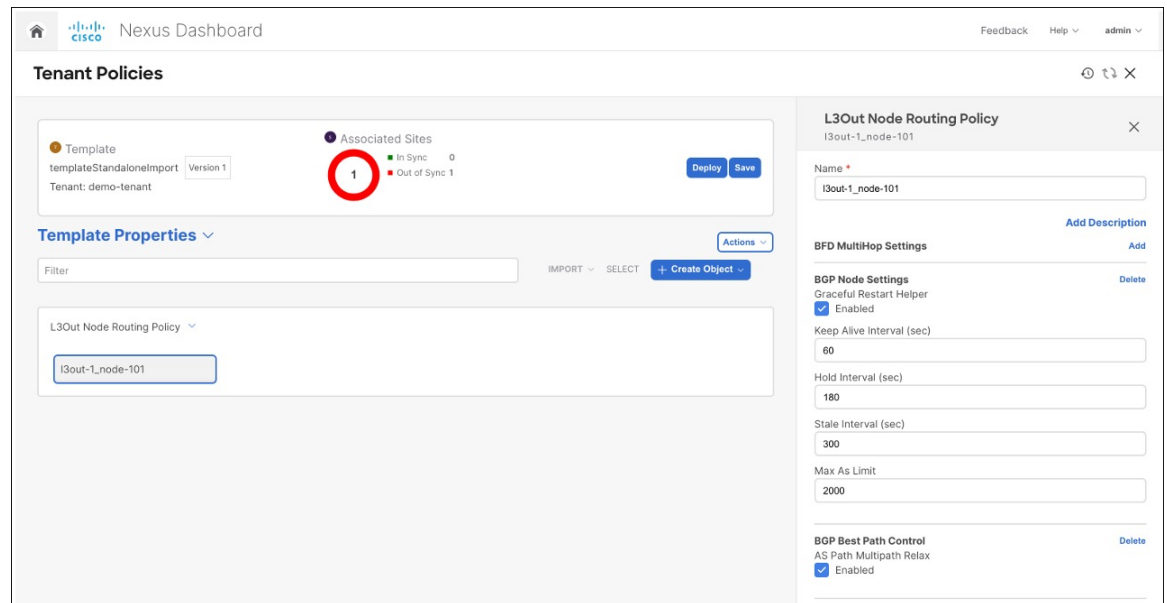 cisco Nexus Dashboard
Feedback Help admin
Tenant Policies
Template
templateStandaloneImport Version 1
Tenant: demo-tenant
Associated Sites
1
In Sync 0
Out of Sync 1
Deploy Save
Template Properties
Actions
Filter
IMPORT SELECT + Create Object
L3Out Node Routing Policy
l3out-1_node-101
L3Out Node Routing Policy
l3out-1_node-101
Name *
l3out-1_node-101
Add Description
BFD MultiHop Settings Add
BGP Node Settings Delete
Graceful Restart Helper
Enabled
Keep Alive Interval (sec)
60
Hold Interval (sec)
180
Stale Interval (sec)
300
Max As Limit
2000
BGP Best Path Control Delete
AS Path Multipath Relax
Enabled